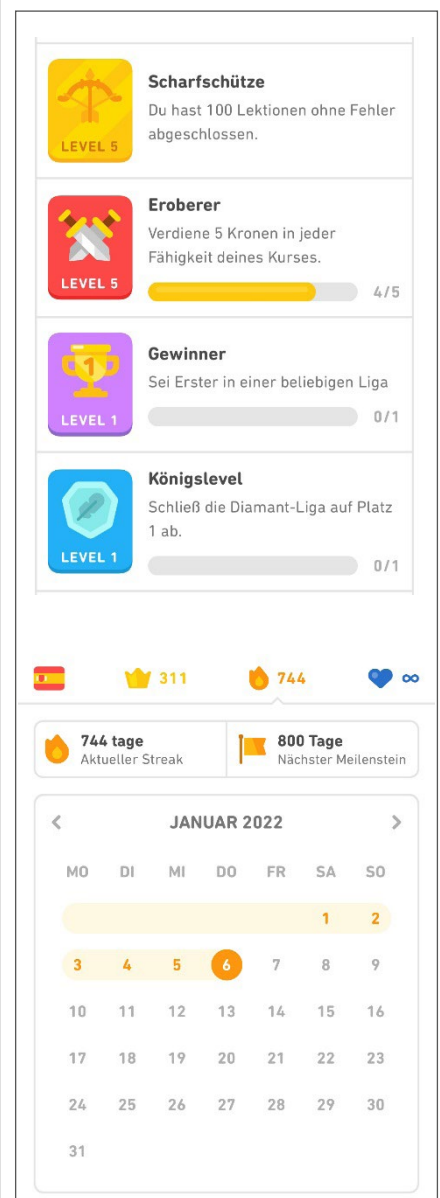 Scharfschütze
Du hast 100 Lektionen ohne Fehler
abgeschlossen.
LEVEL 5
Eroberer
Verdiene 5 Kronen in jeder
Fähigkeit deines Kurses.
LEVEL 5
4/5
Gewinner
1
Sei Erster in einer beliebigen Liga
LEVEL 1
0/1
Königslevel
Schließ die Diamant-Liga auf Platz
1 ab.
LEVEL 1
0/1
311 744 ∞
744 tage 800 Tage
Aktueller Streak Nächster Meilenstein
< JANUAR 2022 >
MO DI MI DO FR SA SO
1 2
3 4 5 6 7 8 9
10 11 12 13 14 15 16
17 18 19 20 21 22 23
24 25 26 27 28 29 30
31